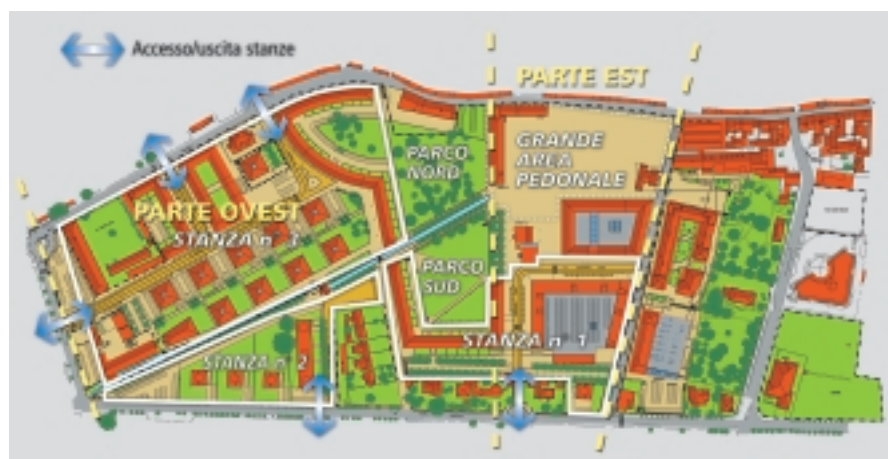 Accesso/uscita stanze
PARTE EST
GRANDE
AREA
PEDONALE
PARCO
NORD
PARTE OVEST
STANZA n. 3
PARCO
SUD
STANZA n. 1
STANZA n. 2